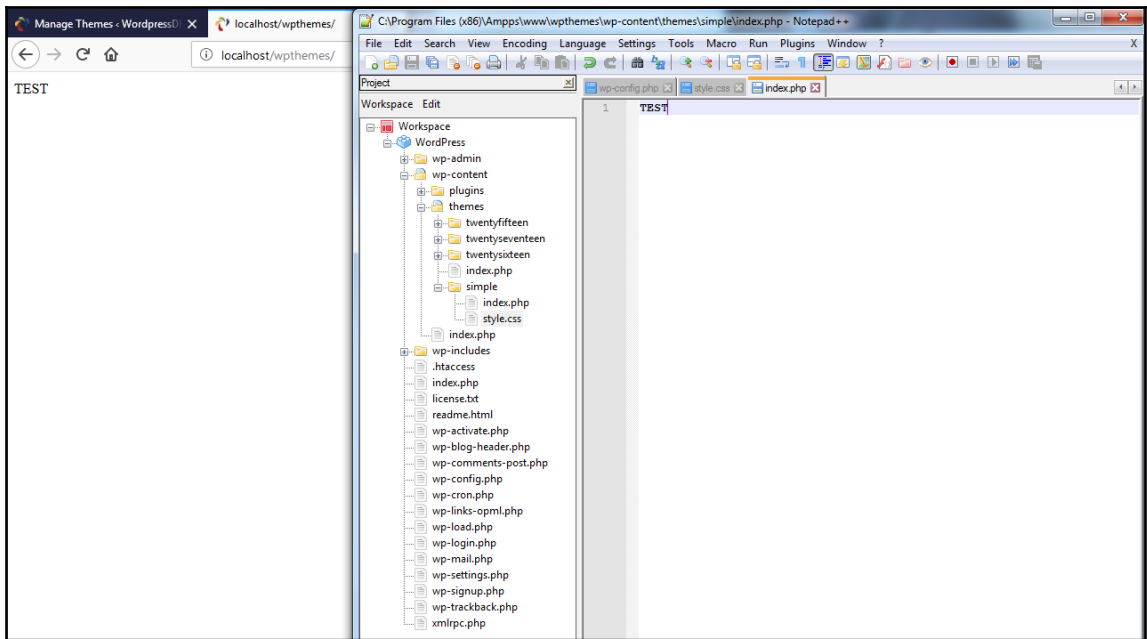 Manage Themes ‹ WordpressD
localhost/wpthemes/
localhost/wpthemes/
TEST
C:\Program Files (x86)\Ampps\www\wpthemes\wp-content\themes\simple\index.php - Notepad++
File Edit Search View Encoding Language Settings Tools Macro Run Plugins Window ? X
Project
Workspace Edit
Workspace
WordPress
wp-admin
wp-content
plugins
themes
twentyfifteen
twentyseventeen
twentysixteen
index.php
simple
index.php
style.css
index.php
wp-includes
.htaccess
index.php
license.txt
readme.html
wp-activate.php
wp-blog-header.php
wp-comments-post.php
wp-config.php
wp-cron.php
wp-links-opml.php
wp-load.php
wp-login.php
wp-mail.php
wp-settings.php
wp-signup.php
wp-trackback.php
xmlrpc.php
wp-config.php style.css index.php
1 TEST